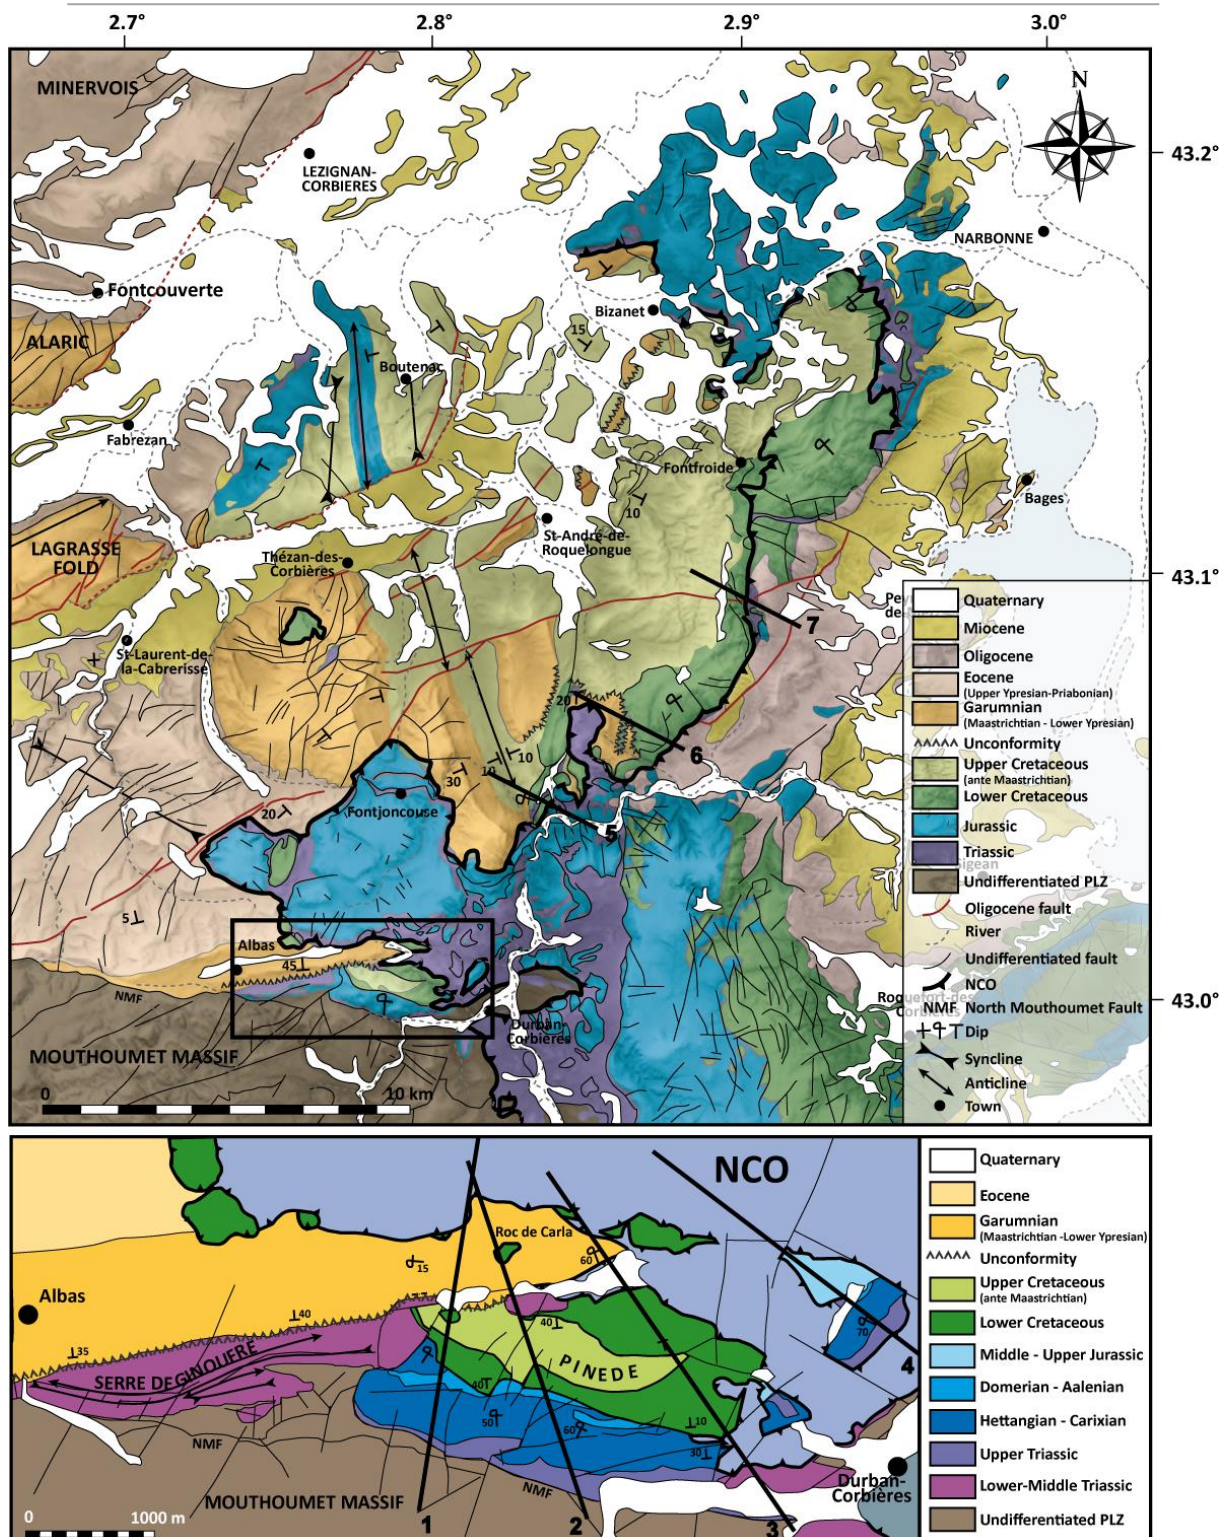 2.7°
2.8°
2.9°
3.0°
MINERVOIS
N
43.2°
LEZIGNAN-
CORBIERES
NARBONNE
Fontcouverte
Bizanet
ALARIC
15
Boutenac
Fabrezan
Fontfroide
Bages
10
LAGRASSE
FOLD
St-André-de-
Roquelongue
Thézan-des-
Corbières
43.1°
St-Laurent-de-
la-Cabrerisse
7
20
6
10
10
30
20
Fontjoncouse
5
5
Albas
45
NMF
43.0°
Durban-
Corbières
MOUTHOUMET MASSIF
0
10 km
Quaternary
Miocene
Oligocene
Eocene
(Upper Ypresian-Priabonian)
Garumnian
(Maastrichtian - Lower Ypresian)
Unconformity
Upper Cretaceous
(ante Maastrichtian)
Lower Cretaceous
Jurassic
Triassic
Undifferentiated PLZ
Oligocene fault
River
Undifferentiated fault
NCO
NMF North Mouthoumet Fault
Dip
Syncline
Anticline
Town
NCO
Roc de Carla
15
60
Albas
40
40
35
SERRE DE GINOUFRE
PINEDE
70
40
50
60
10
30
4
NMF
NMF
MOUTHOUMET MASSIF
Durban-
Corbières
0
1000 m
1
2
3
Quaternary
Eocene
Garumnian
(Maastrichtian -Lower Ypresian)
Unconformity
Upper Cretaceous
(ante Maastrichtian)
Lower Cretaceous
Middle - Upper Jurassic
Domerian - Aalenian
Hettangian - Carixian
Upper Triassic
Lower-Middle Triassic
Undifferentiated PLZ